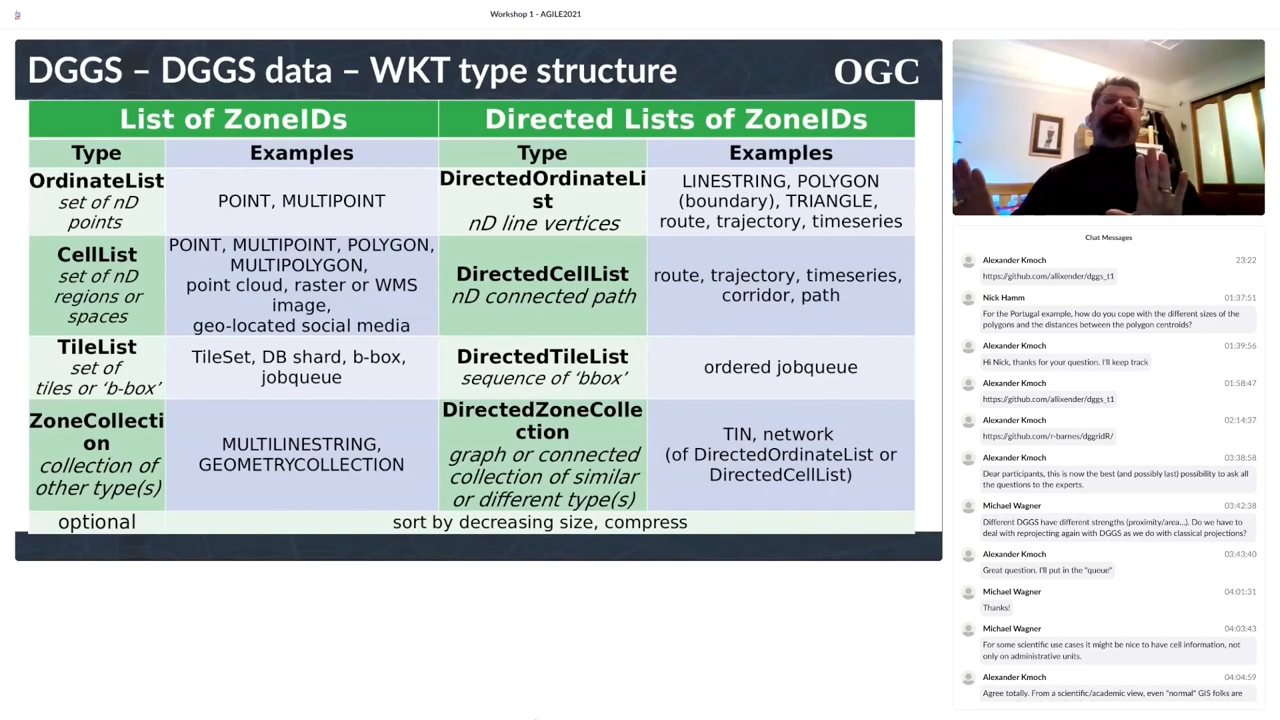 Workshop 1 - AGILE2021
DGGS – DGGS data – WKT type structure
OGC
List of ZoneIDs
Directed Lists of ZoneIDs
Type
Examples
Type
Examples
OrdinateList
set of nD
points
POINT, MULTIPOINT
DirectedOrdinateLi
st
nD line vertices
LINESTRING, POLYGON
(boundary), TRIANGLE,
route, trajectory, timeseries
CellList
set of nD
regions or
spaces
POINT, MULTIPOINT, POLYGON,
MULTIPOLYGON,
point cloud, raster or WMS
image,
geo-located social media
DirectedCellList
nD connected path
route, trajectory, timeseries,
corridor, path
TileList
set of
tiles or ‘b-box’
TileSet, DB shard, b-box,
jobqueue
DirectedTileList
sequence of ‘bbox’
ordered jobqueue
ZoneCollecti
on
collection of
other type(s)
MULTILINESTRING,
GEOMETRYCOLLECTION
DirectedZoneColle
ction
graph or connected
collection of similar
or different type(s)
TIN, network
(of DirectedOrdinateList or
DirectedCellList)
optional
sort by decreasing size, compress
Chat Messages
Alexander Kmoch 23:22
https://github.com/allixender/dggs_t1
Nick Hamm 01:37:51
For the Portugal example, how do you cope with the different sizes of the
polygons and the distances between the polygon centroids?
Alexander Kmoch 01:39:56
Hi Nick, thanks for your question. I'll keep track
Alexander Kmoch 01:58:47
https://github.com/allixender/dggs_t1
Alexander Kmoch 02:14:37
https://github.com/r-barnes/dggridR/
Alexander Kmoch 03:38:58
Dear participants, this is now the best (and possibly last) possibility to ask all
the questions to the experts.
Michael Wagner 03:42:38
Different DGGS have different strengths (proximity/area...). Do we have to
deal with reprojecting again with DGGS as we do with classical projections?
Alexander Kmoch 03:43:40
Great question. I'll put in the "queue"
Michael Wagner 04:01:31
Thanks!
Michael Wagner 04:03:43
For some scientific use cases it might be nice to have cell information, not
only on administrative units.
Alexander Kmoch 04:04:59
Agree totally. From a scientific/academic view, even "normal" GIS folks are